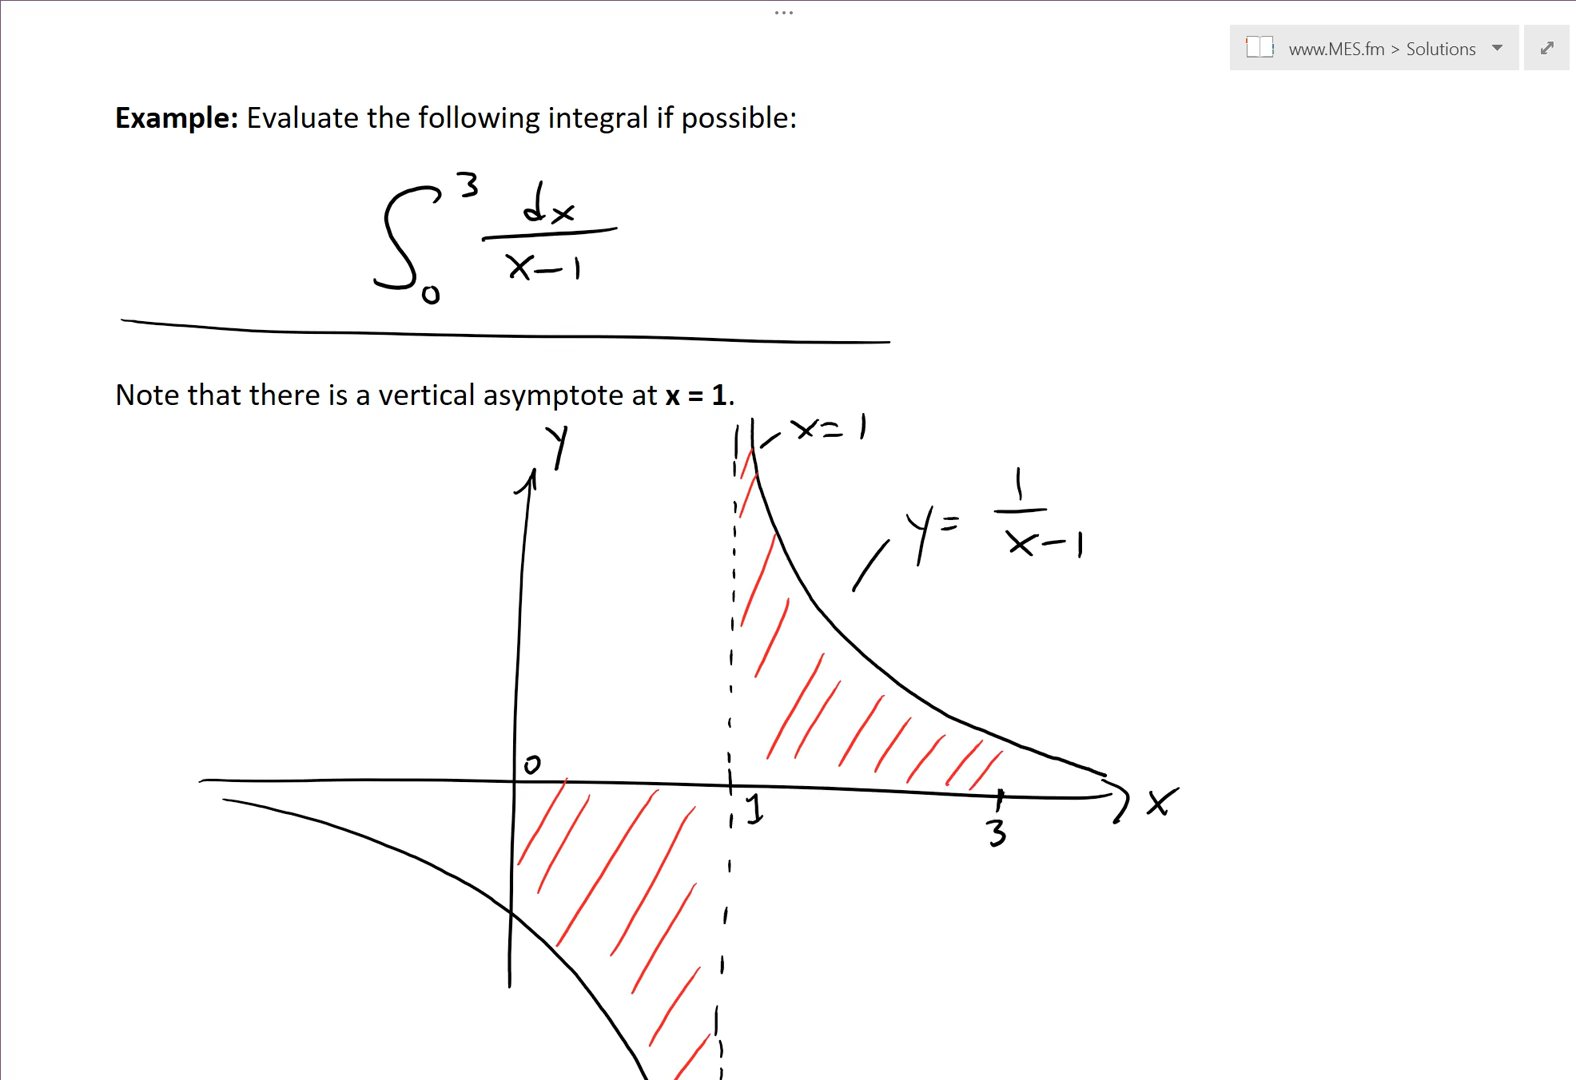 ...
www.MES.fm > Solutions
Example: Evaluate the following integral if possible:
∫₀³ dx/(x-1)
Note that there is a vertical asymptote at x = 1.
y
x=1
y= 1/(x-1)
0
1
3
x